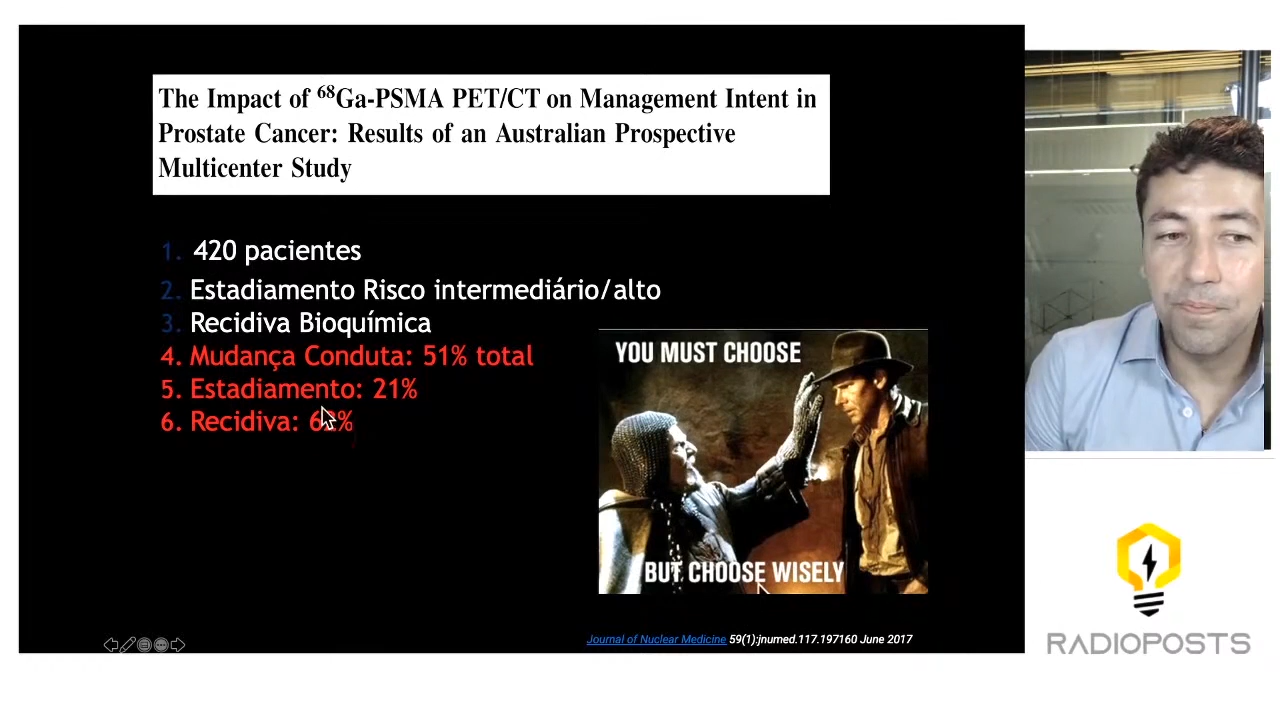 The Impact of ⁶⁸Ga-PSMA PET/CT on Management Intent in
Prostate Cancer: Results of an Australian Prospective
Multicenter Study
1. 420 pacientes
2. Estadiamento Risco intermediário/alto
3. Recidiva Bioquímica
4. Mudança Conduta: 51% total
5. Estadiamento: 21%
6. Recidiva: 62%
YOU MUST CHOOSE
BUT CHOOSE WISELY
Journal of Nuclear Medicine 59(1):jnumed.117.197160 June 2017
RADIOPOSTS